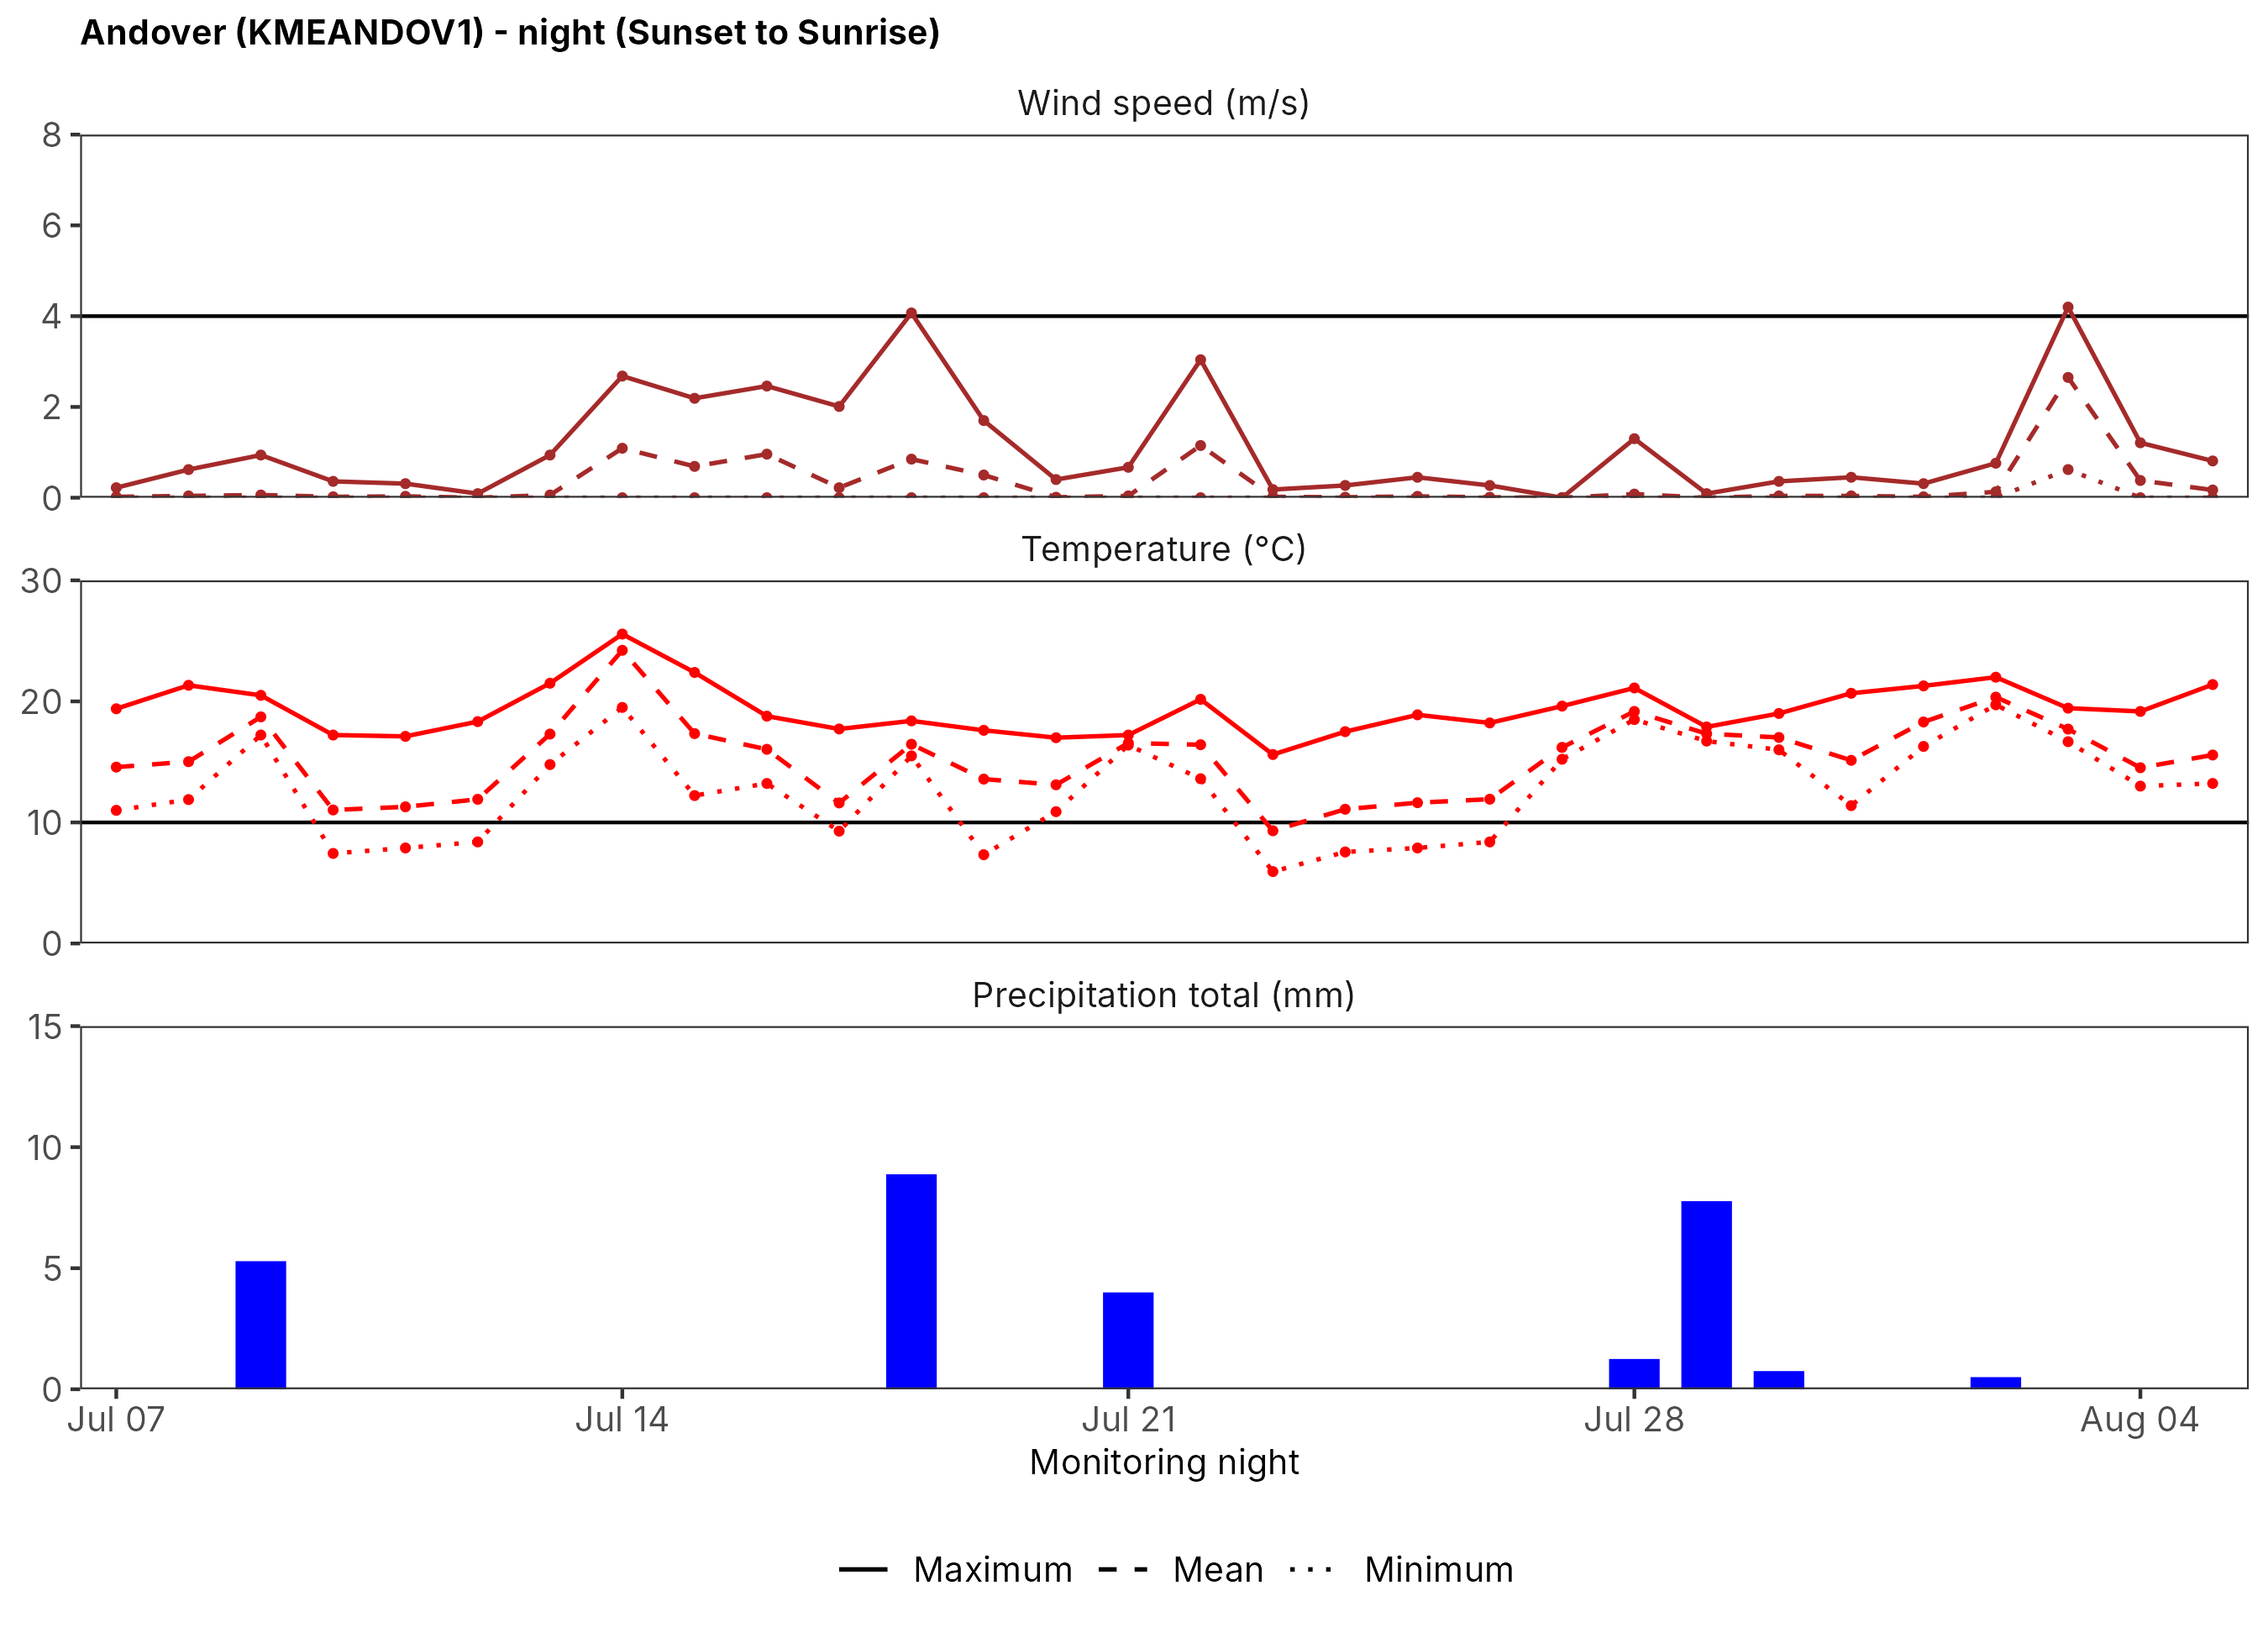 Andover (KMEANDOV1) - night (Sunset to Sunrise)
Wind speed (m/s)
8
6
4
2
0
Temperature (°C)
30
20
10
0
Precipitation total (mm)
15
10
5
0
Jul 07 Jul 14 Jul 21 Jul 28 Aug 04
Monitoring night
Maximum Mean Minimum